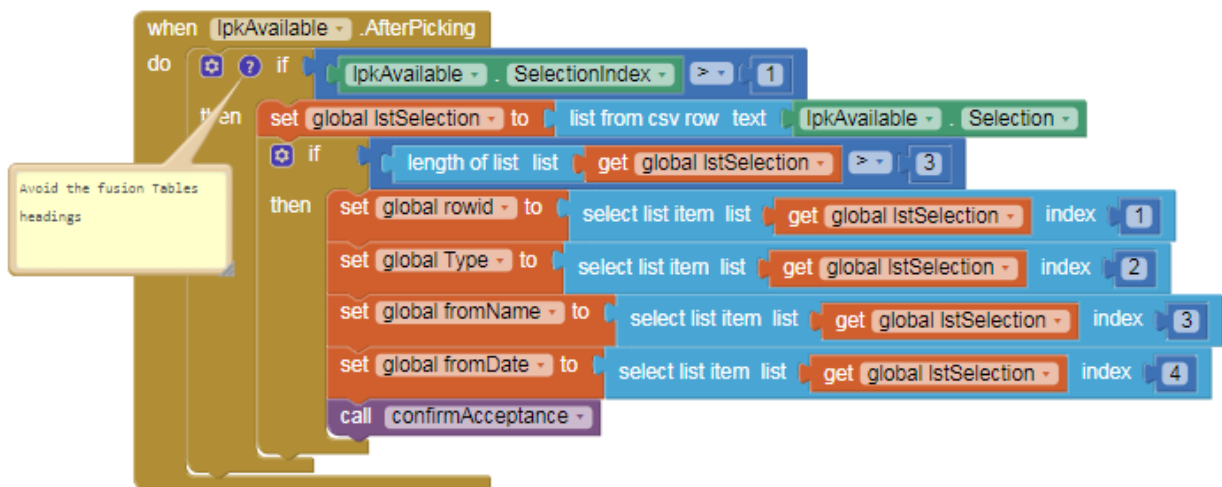 when lpkAvailable .AfterPicking
do ? if lpkAvailable . SelectionIndex > 1
then set global lstSelection to list from csv row text lpkAvailable . Selection
if length of list list get global lstSelection > 3
Avoid the fusion Tables
headings
then set global rowid to select list item list get global lstSelection index 1
set global Type to select list item list get global lstSelection index 2
set global fromName to select list item list get global lstSelection index 3
set global fromDate to select list item list get global lstSelection index 4
call confirmAcceptance